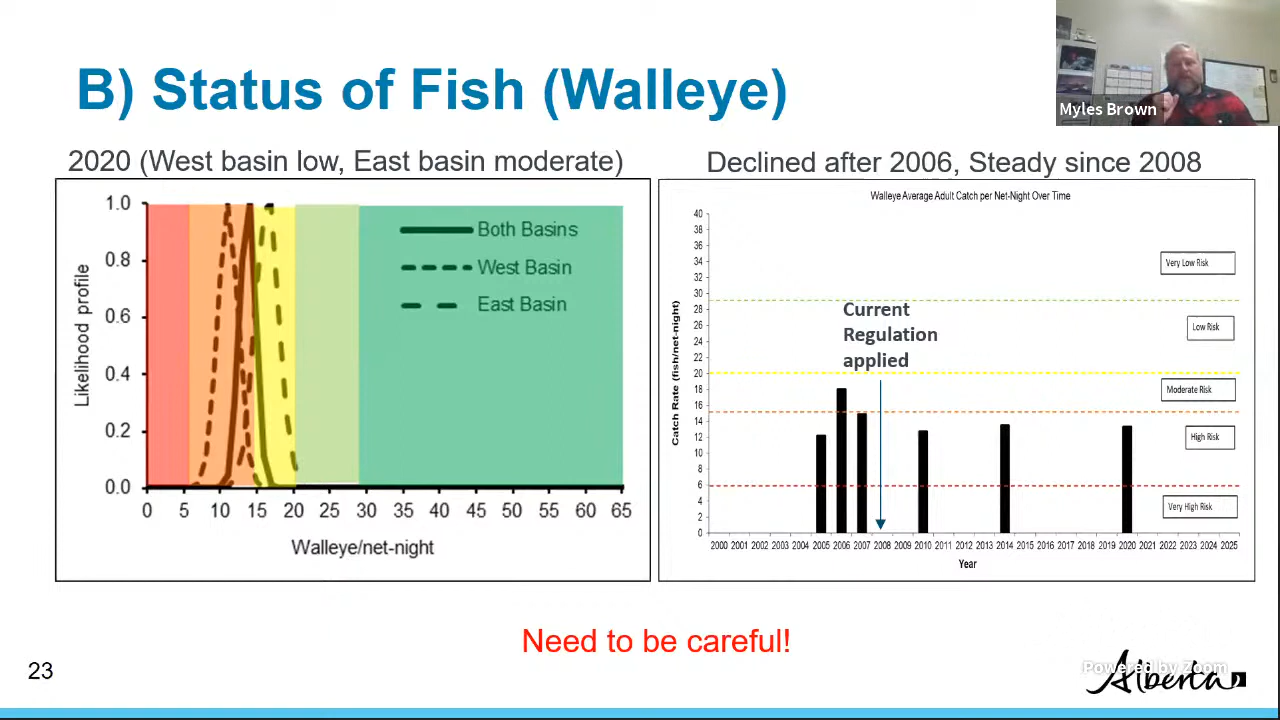 B) Status of Fish (Walleye)
Myles Brown
2020 (West basin low, East basin moderate)
Declined after 2006, Steady since 2008
1.0
0.8
0.6
0.4
0.2
0.0
Likelihood profile
Both Basins
West Basin
East Basin
0 5 10 15 20 25 30 35 40 45 50 55 60 65
Walleye/net-night
Walleye Average Adult Catch per Net-Night Over Time
40
38
36
34
32
30
28
26
24
22
20
18
16
14
12
10
8
6
4
2
0
Catch Rate (fish/net-night)
Current
Regulation
applied
Very Low Risk
Low Risk
Moderate Risk
High Risk
Very High Risk
2000 2001 2002 2003 2004 2005 2006 2007 2008 2009 2010 2011 2012 2013 2014 2015 2016 2017 2018 2019 2020 2021 2022 2023 2024 2025
Year
Need to be careful!
23
Powered by Zoom
Alberta